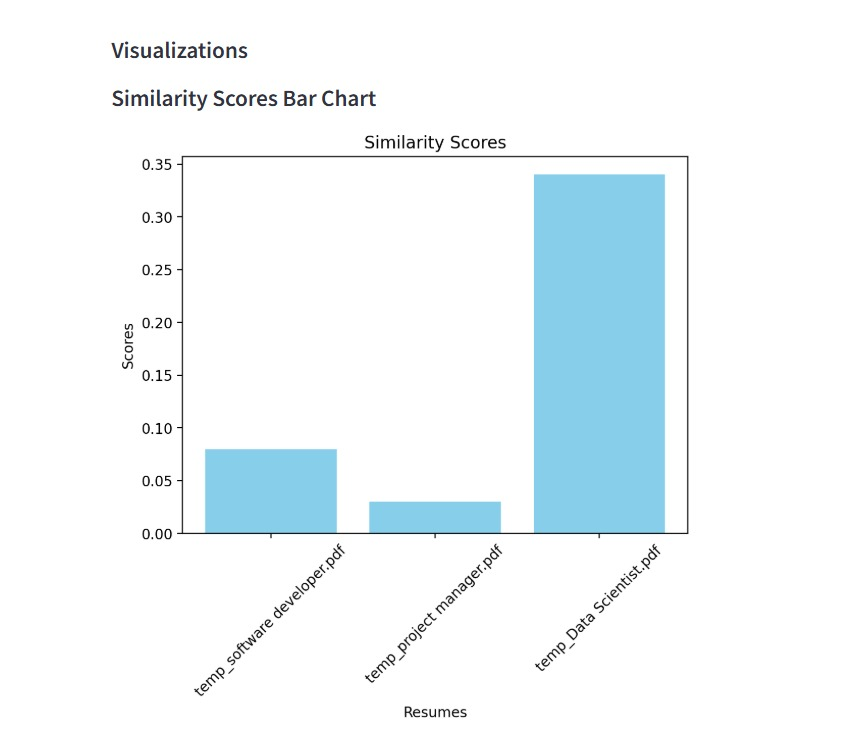 Visualizations
Similarity Scores Bar Chart
Similarity Scores
0.35
0.30
0.25
0.20
0.15
0.10
0.05
0.00
Scores
temp_software developer.pdf
temp_project manager.pdf
temp_Data Scientist.pdf
Resumes